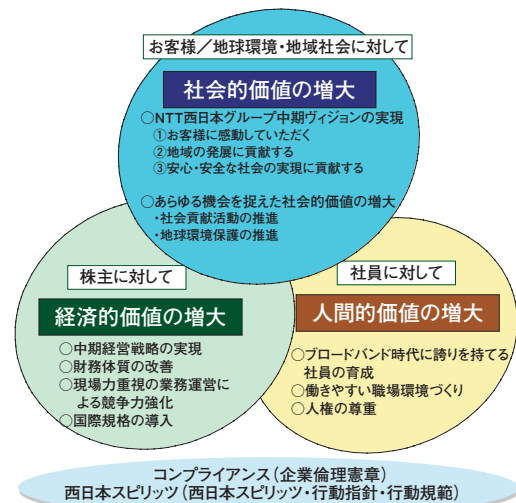 お客様／地球環境・地域社会に対して
社会的価値の増大
○NTT西日本グループ中期ヴィジョンの実現
①お客様に感動していただく
②地域の発展に貢献する
③安心・安全な社会の実現に貢献する
○あらゆる機会を捉えた社会的価値の増大
・社会貢献活動の推進
・地球環境保護の推進
株主に対して
経済的価値の増大
○中期経営戦略の実現
○財務体質の改善
○現場力重視の業務運営に
よる競争力強化
○国際規格の導入
社員に対して
人間的価値の増大
○ブロードバンド時代に誇りを持てる
社員の育成
○働きやすい職場環境づくり
○人権の尊重
コンプライアンス（企業倫理憲章）
西日本スピリッツ（西日本スピリッツ・行動指針・行動規範）